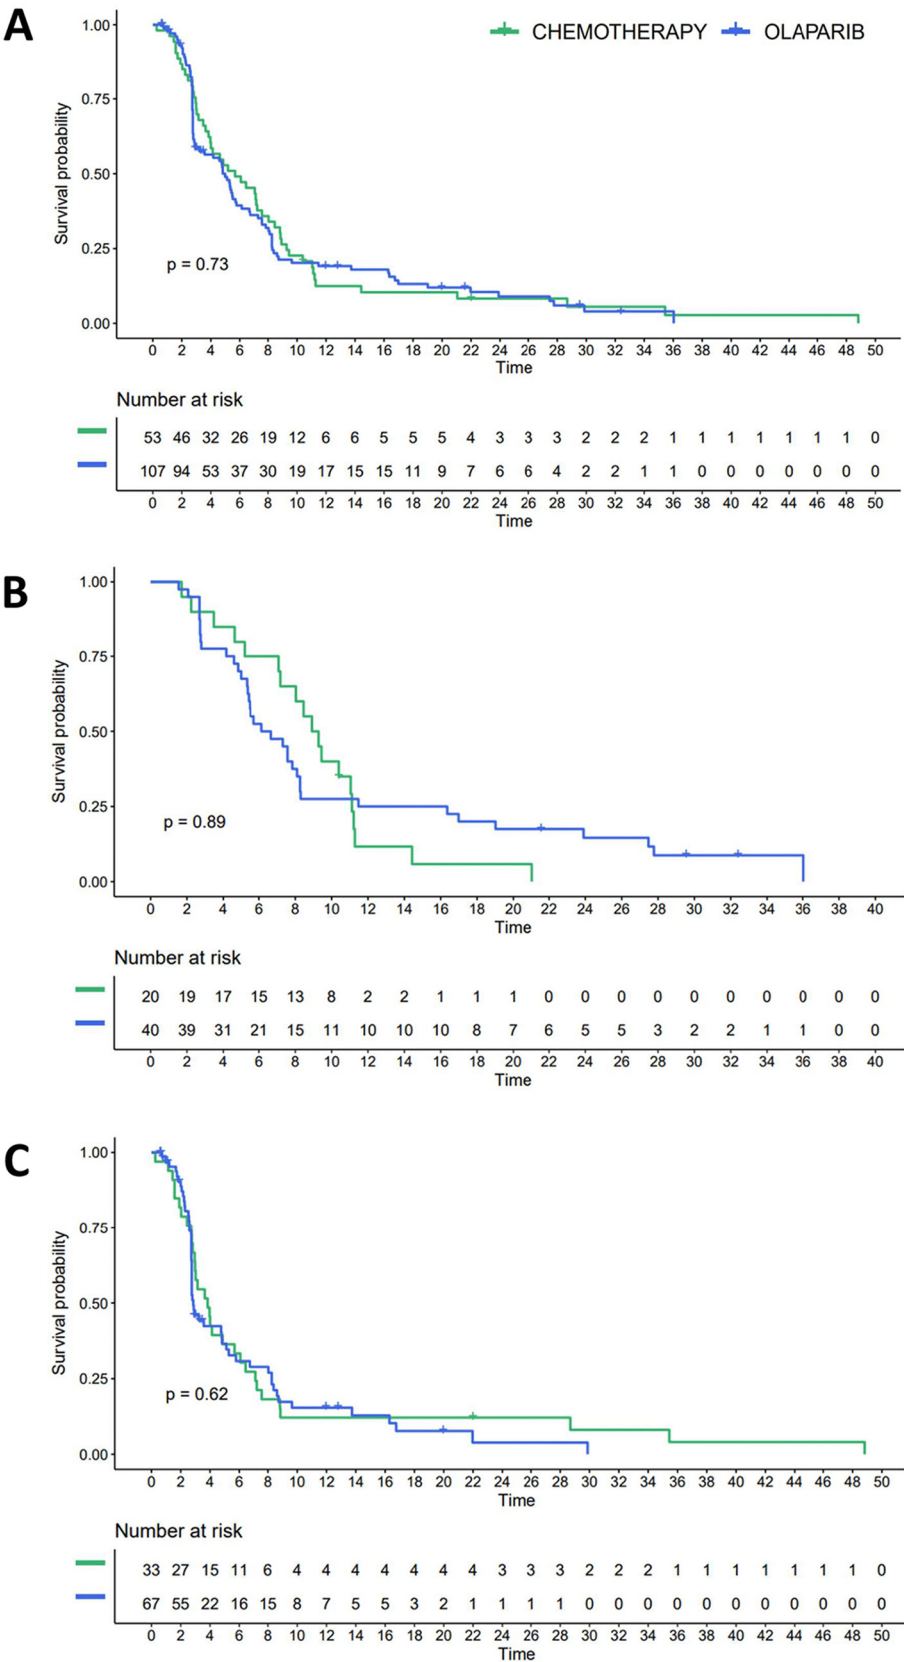 A
CHEMOTHERAPY OLAPARIB
Survival probability
1.00
0.75
0.50
0.25
0.00
p = 0.73
0 2 4 6 8 10 12 14 16 18 20 22 24 26 28 30 32 34 36 38 40 42 44 46 48 50
Time
Number at risk
53 46 32 26 19 12 6 6 5 5 5 4 3 3 3 2 2 2 1 1 1 1 1 1 1 0
107 94 53 37 30 19 17 15 15 11 9 7 6 6 4 2 2 1 1 0 0 0 0 0 0 0
0 2 4 6 8 10 12 14 16 18 20 22 24 26 28 30 32 34 36 38 40 42 44 46 48 50
Time
B
Survival probability
1.00
0.75
0.50
0.25
0.00
p = 0.89
0 2 4 6 8 10 12 14 16 18 20 22 24 26 28 30 32 34 36 38 40
Time
Number at risk
20 19 17 15 13 8 2 2 1 1 1 0 0 0 0 0 0 0 0 0 0
40 39 31 21 15 11 10 10 10 8 7 6 5 5 3 2 2 1 1 0 0
0 2 4 6 8 10 12 14 16 18 20 22 24 26 28 30 32 34 36 38 40
Time
C
Survival probability
1.00
0.75
0.50
0.25
0.00
p = 0.62
0 2 4 6 8 10 12 14 16 18 20 22 24 26 28 30 32 34 36 38 40 42 44 46 48 50
Time
Number at risk
33 27 15 11 6 4 4 4 4 4 4 4 3 3 3 2 2 2 1 1 1 1 1 1 1 0
67 55 22 16 15 8 7 5 5 3 2 1 1 1 1 0 0 0 0 0 0 0 0 0 0 0
0 2 4 6 8 10 12 14 16 18 20 22 24 26 28 30 32 34 36 38 40 42 44 46 48 50
Time